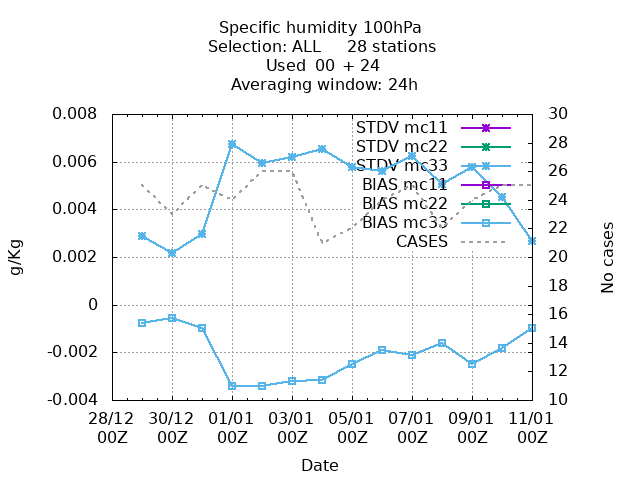 Specific humidity 100hPa
Selection: ALL 28 stations
Used 00 + 24
Averaging window: 24h
0.008
0.006
0.004
0.002
0
-0.002
-0.004
g/Kg
STDV mc11
STDV mc22
STDV mc33
BIAS mc11
BIAS mc22
BIAS mc33
CASES
30
28
26
24
22
20
18
16
14
12
10
No cases
28/12 30/12 01/01 03/01 05/01 07/01 09/01 11/01
00Z 00Z 00Z 00Z 00Z 00Z 00Z 00Z
Date